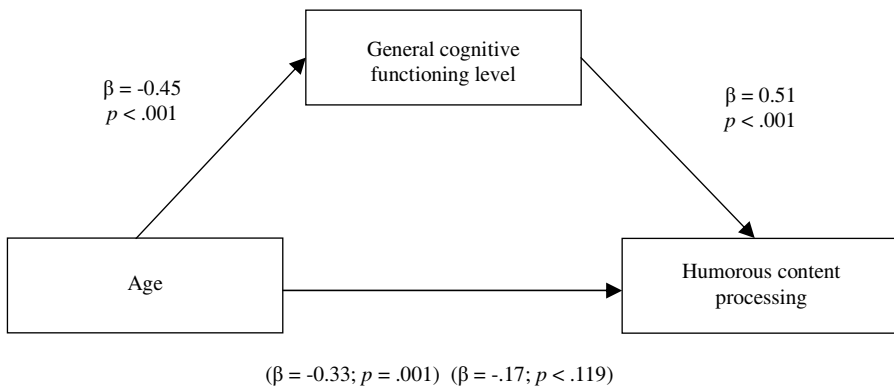 General cognitive
functioning level
β = -0.45
p < .001
β = 0.51
p < .001
Age
Humorous content
processing
(β = -0.33; p = .001) (β = -.17; p < .119)